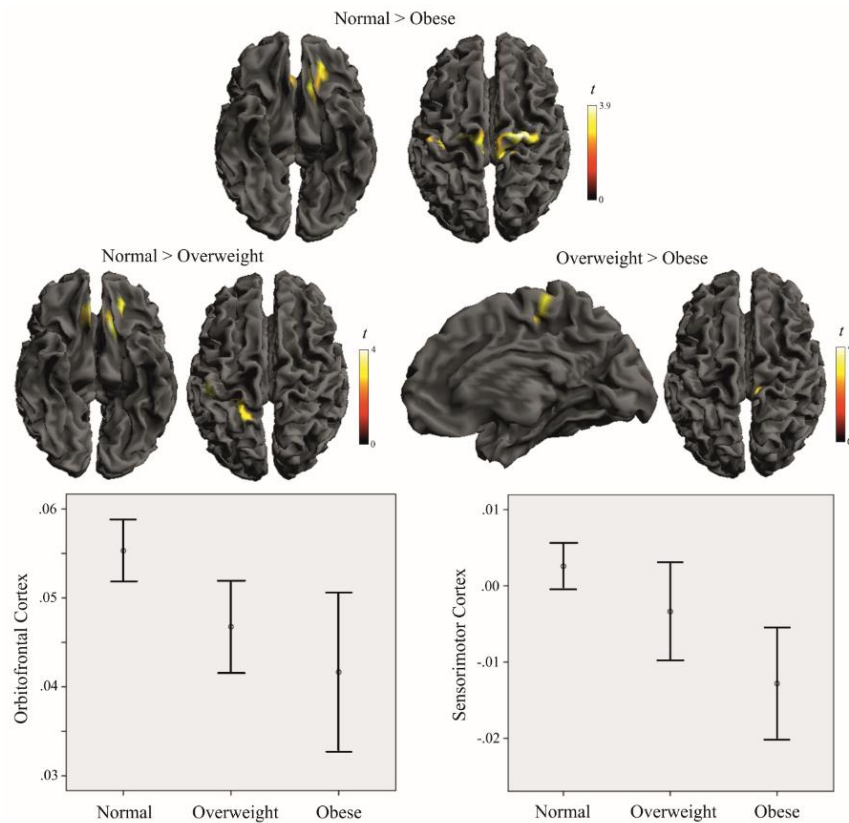 Normal > Obese
t
3.9
0
Normal > Overweight
Overweight > Obese
t
4
0
t
.06
.05
.04
.03
Orbitofrontal Cortex
Normal
Overweight
Obese
.01
.00
-.01
-.02
Sensorimotor Cortex
Normal
Overweight
Obese